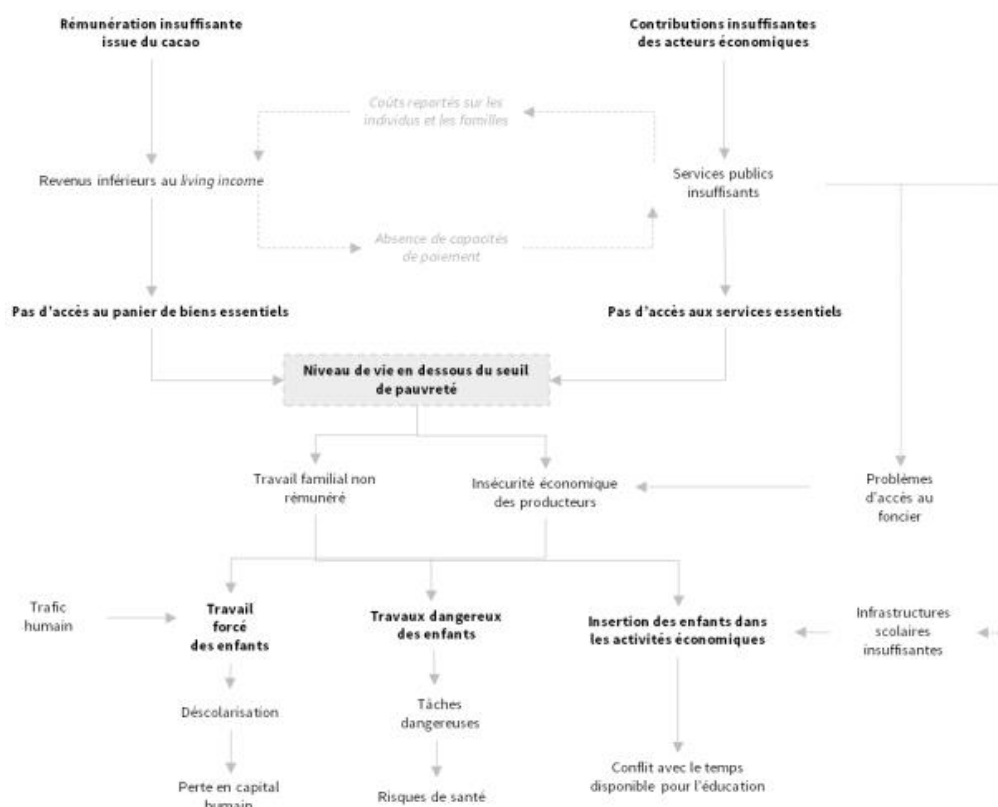 Rémunération insuffisante
issue du cacao
Contributions insuffisantes
des acteurs économiques
Coûts reportés sur les
individus et les familles
Revenus inférieurs au living income
Services publics
insuffisants
Absence de capacités
de paiement
Pas d'accès au panier de biens essentiels
Pas d'accès aux services essentiels
Niveau de vie en dessous du seuil
de pauvreté
Travail familial non
rémunéré
Insécurité économique
des producteurs
Problèmes
d'accès au
foncier
Trafic
humain
Travail
forcé
des enfants
Travaux dangereux
des enfants
Insertion des enfants dans
les activités économiques
Infrastructures
scolaires
insuffisantes
Déscolarisation
Tâches
dangereuses
Perte en capital
humain
Risques de santé
Conflit avec le temps
disponible pour l'éducation